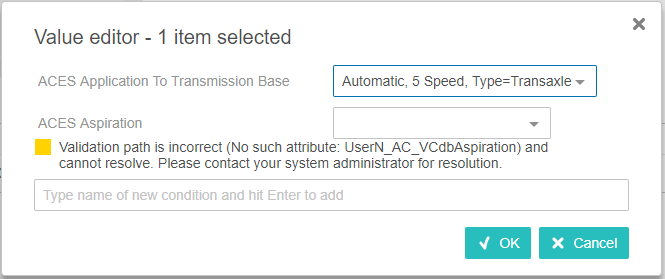 Value editor - 1 item selected
ACES Application To Transmission Base
Automatic, 5 Speed, Type=Transaxle
ACES Aspiration
Validation path is incorrect (No such attribute: UserN_AC_VCdbAspiration) and
cannot resolve. Please contact your system administrator for resolution.
Type name of new condition and hit Enter to add
OK
Cancel